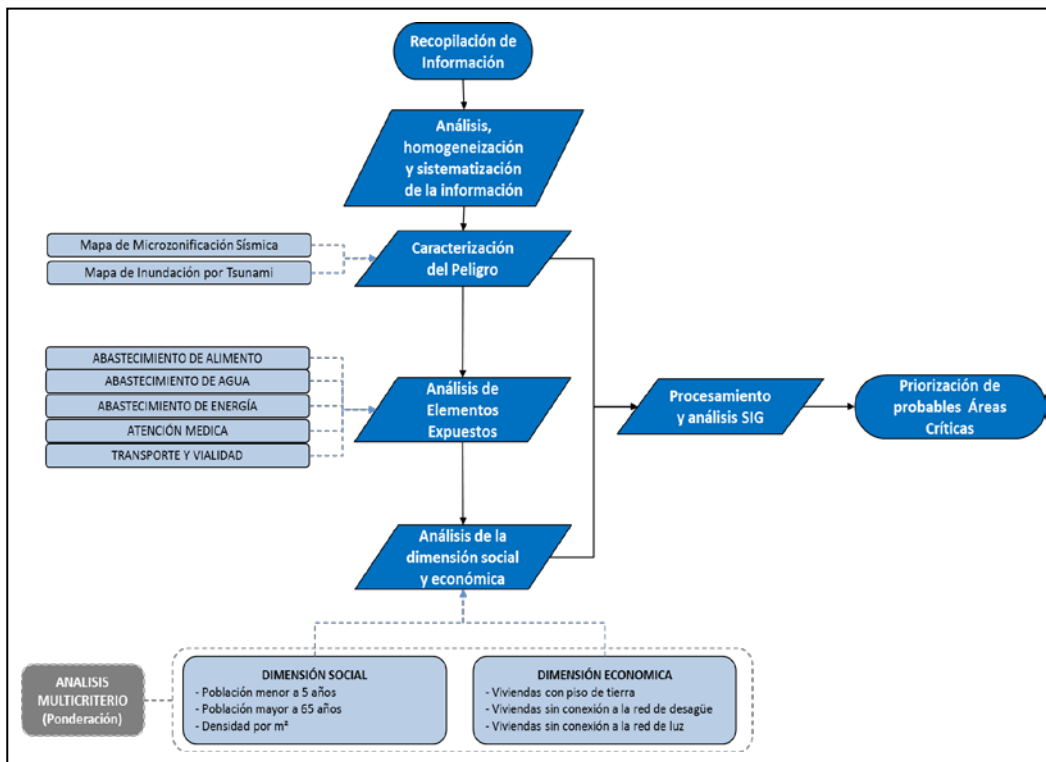 Recopilación de
Información
Análisis,
homogeneización
y sistematización
de la información
Mapa de Microzonificación Sísmica
Mapa de Inundación por Tsunami
Caracterización
del Peligro
ABASTECIMIENTO DE ALIMENTO
ABASTECIMIENTO DE AGUA
ABASTECIMIENTO DE ENERGÍA
ATENCIÓN MEDICA
TRANSPORTE Y VIALIDAD
Análisis de
Elementos
Expuestos
Procesamiento
y análisis SIG
Priorización de
probables Áreas
Críticas
Análisis de la
dimensión social
y económica
ANALISIS
MULTICRITERIO
(Ponderación)
DIMENSIÓN SOCIAL
- Población menor a 5 años
- Población mayor a 65 años
- Densidad por m²
DIMENSIÓN ECONOMICA
- Viviendas con piso de tierra
- Viviendas sin conexión a la red de desagüe
- Viviendas sin conexión a la red de luz